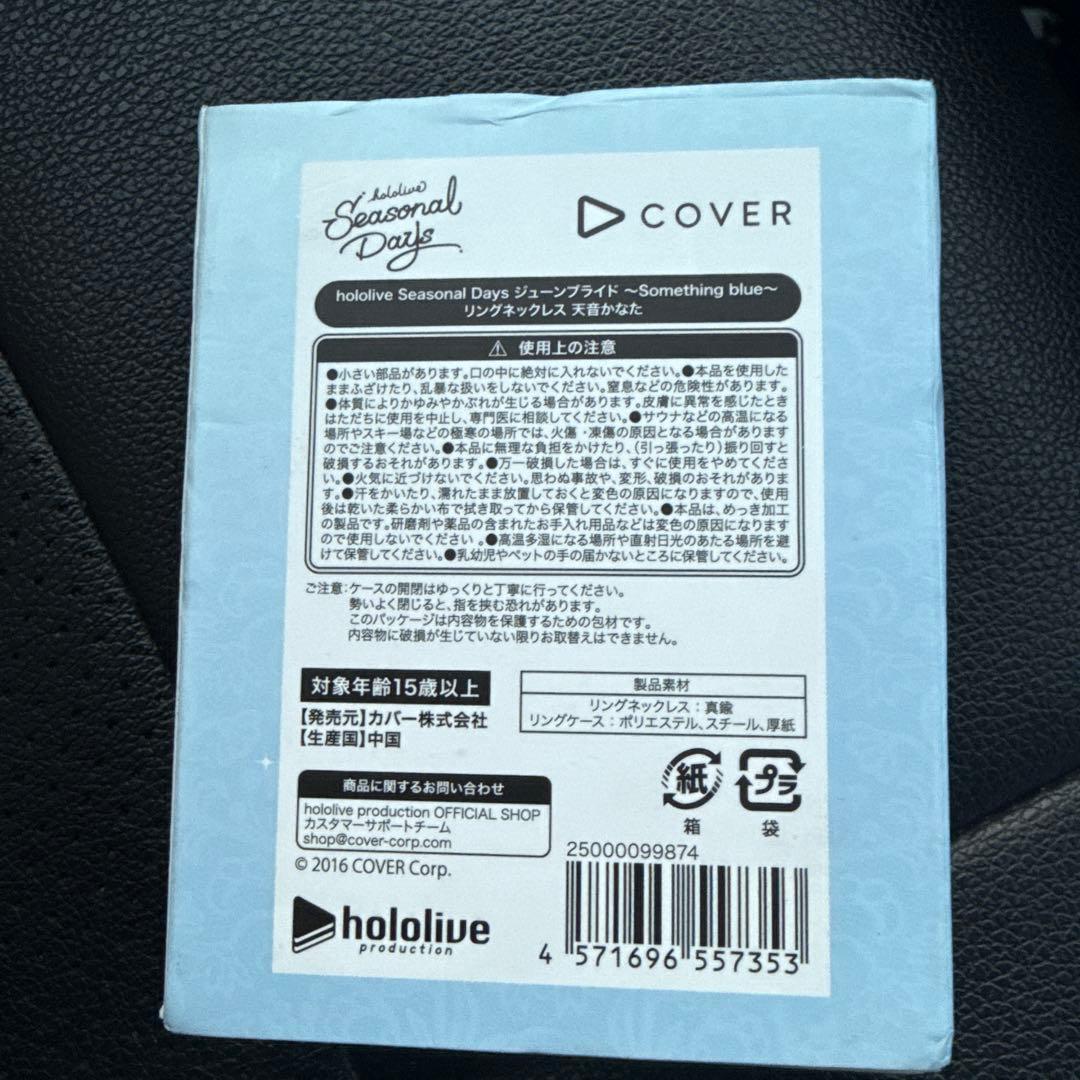 hololive
Seasonal
Days
COVER
hololive Seasonal Days ジューンブライド ～Something blue～
リングネックレス 天音かなた
⚠ 使用上の注意
●小さい部品があります。口の中に絶対に入れないでください。●本品を使用した
ままふざけたり、乱暴な扱いをしないでください。窒息などの危険性があります。
●体質によりかゆみやかぶれが生じる場合があります。皮膚に異常を感じたとき
はただちに使用を中止し、専門医に相談してください。●サウナなどの高温になる
場所やスキー場などの極寒の場所では、火傷・凍傷の原因となる場合があります
のでご注意ください。●本品に無理な負担をかけたり、（引っ張ったり）振り回すと
破損するおそれがあります。●万一破損した場合は、すぐに使用をやめてくださ
い。●火気に近づけないでください。思わぬ事故や、変形、破損のおそれがありま
す。●汗をかいたり、濡れたまま放置しておくと変色の原因になりますので、使用
後は乾いた柔らかい布で拭き取ってから保管してください。●本品は、めっき加工
の製品です。研磨剤や薬品の含まれたお手入れ用品などは変色の原因になります
ので使用しないでください 。●高温多湿になる場所や直射日光のあたる場所を避
けて保管してください。●乳幼児やペットの手の届かないところに保管してください。
ご注意：ケースの開閉はゆっくりと丁寧に行ってください。
勢いよく閉じると、指を挟む恐れがあります。
このパッケージは内容物を保護するための包材です。
内容物に破損が生じていない限りお取替えはできません。
対象年齢15歳以上
【発売元】カバー株式会社
【生産国】中国
製品素材
リングネックレス：真鍮
リングケース：ポリエステル、スチール、厚紙
紙
箱
プラ
袋
商品に関するお問い合わせ
hololive production OFFICIAL SHOP
カスタマーサポートチーム
shop@cover-corp.com
© 2016 COVER Corp.
hololive
production
25000099874
4 571696 557353